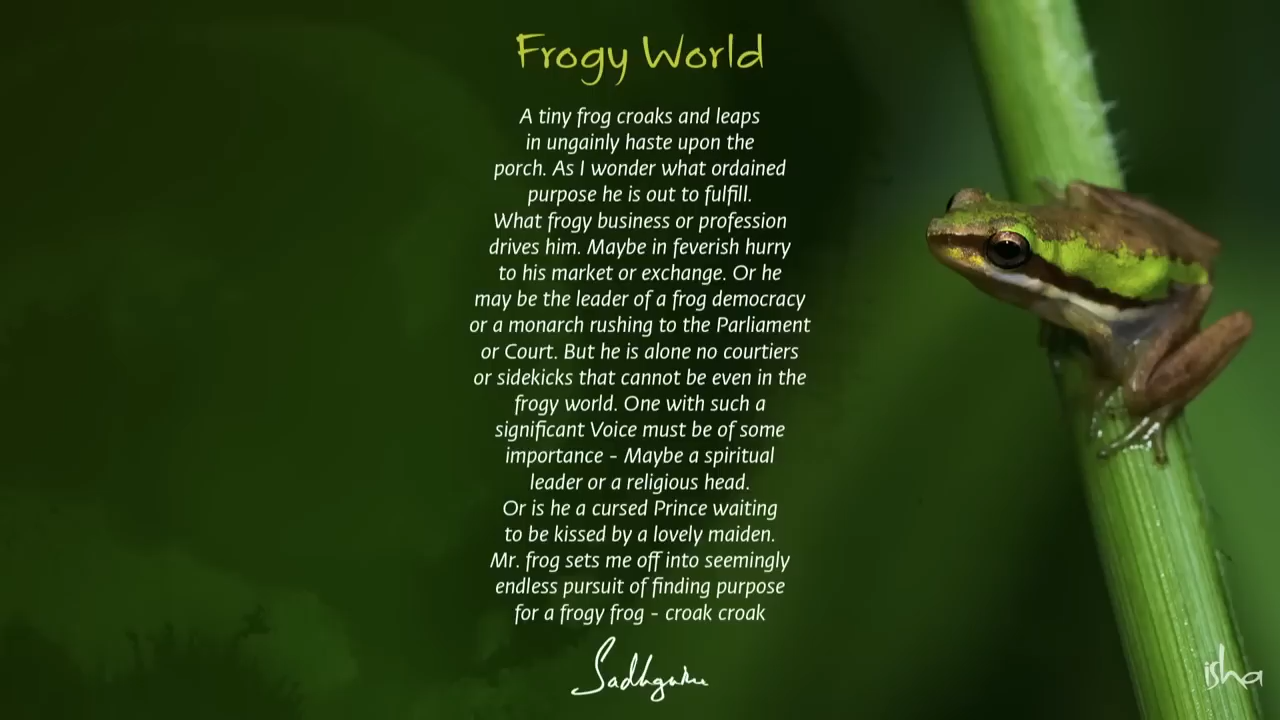 Frogy World
A tiny frog croaks and leaps
in ungainly haste upon the
porch. As I wonder what ordained
purpose he is out to fulfill.
What frogy business or profession
drives him. Maybe in feverish hurry
to his market or exchange. Or he
may be the leader of a frog democracy
or a monarch rushing to the Parliament
or Court. But he is alone no courtiers
or sidekicks that cannot be even in the
frogy world. One with such a
significant Voice must be of some
importance - Maybe a spiritual
leader or a religious head.
Or is he a cursed Prince waiting
to be kissed by a lovely maiden.
Mr. frog sets me off into seemingly
endless pursuit of finding purpose
for a frogy frog - croak croak
Sadhguru
isha